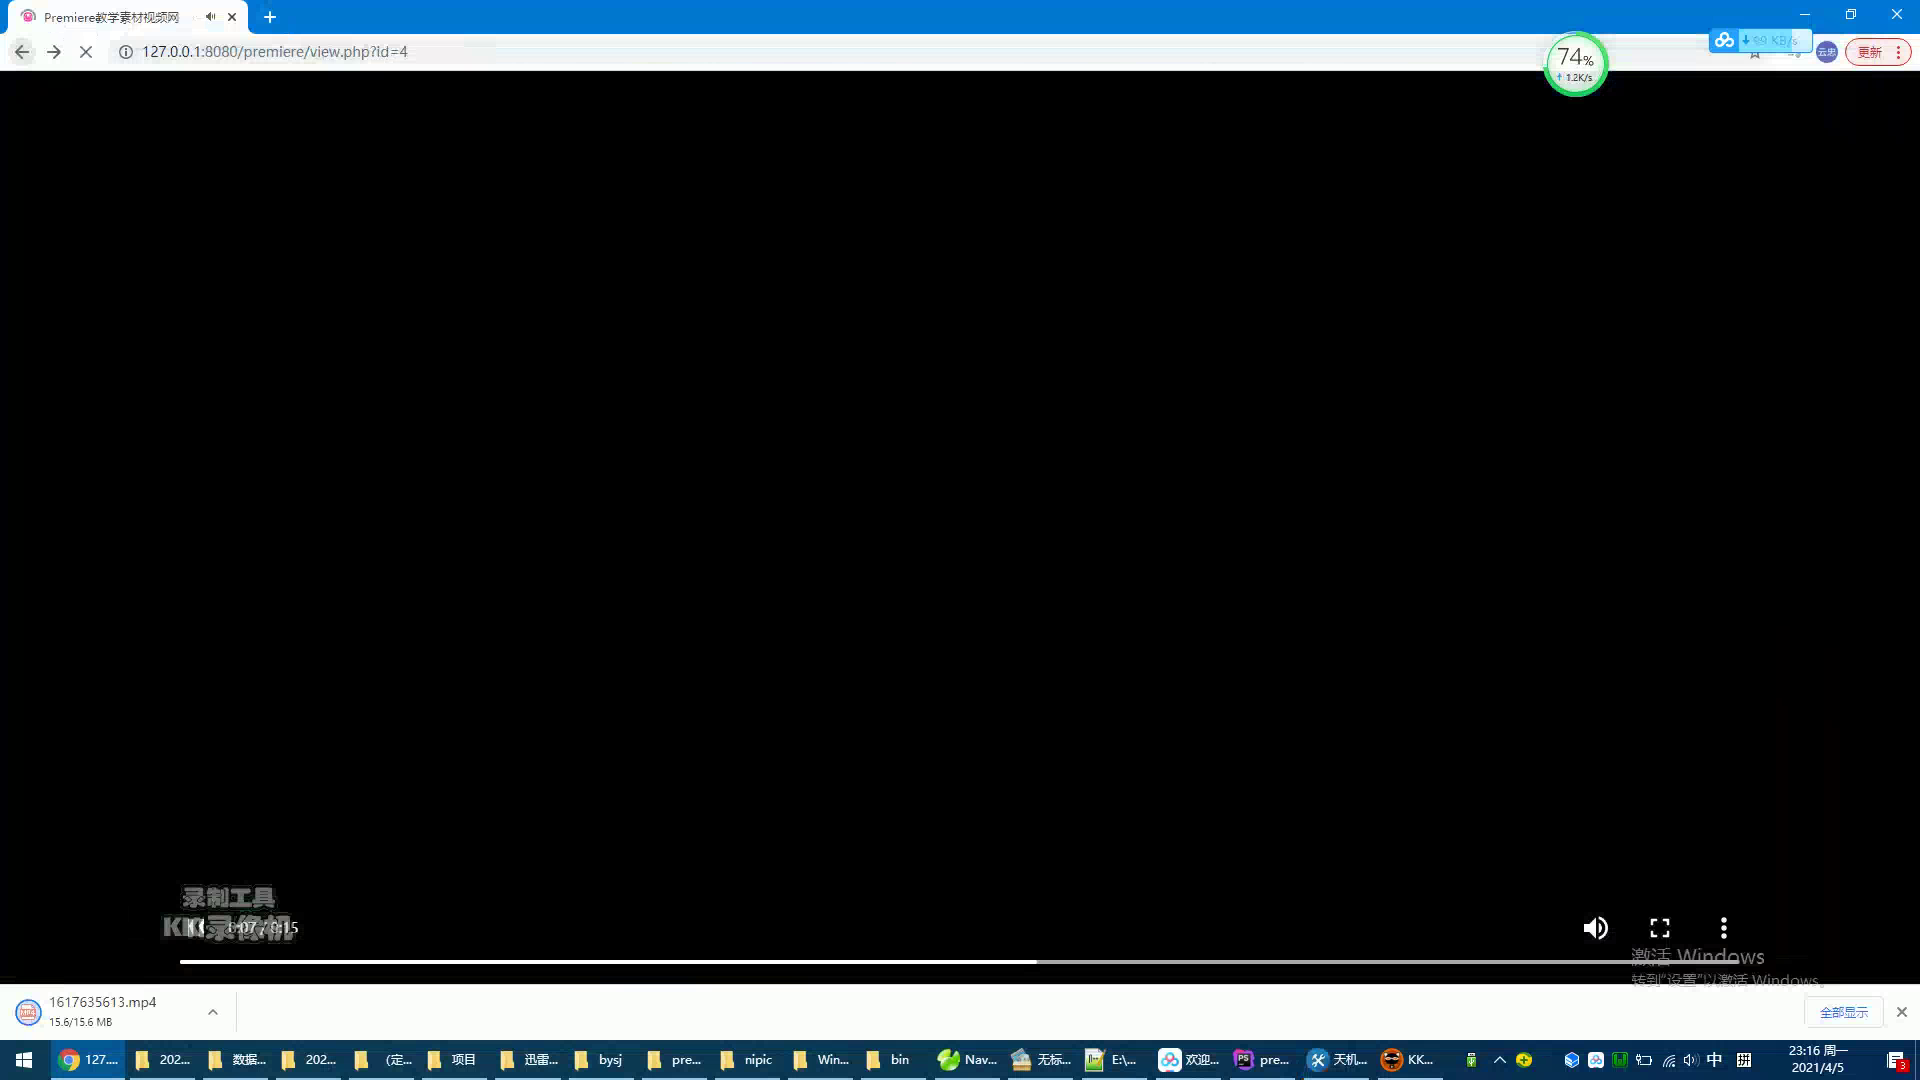 Premiere教学素材视频网
127.0.0.1:8080/premiere/view.php?id=4
74%
1.2K/s
KB/s
云忠
更新
录制工具
KK录像机
0:07 / 0:15
激活 Windows
转到"设置"以激活 Windows。
1617635613.mp4
15.6/15.6 MB
全部显示
127.... 202... 数据... 202... (定... 项目 迅雷... bysj pre... nipic Win... bin Nav... 无标... E:\... 欢迎... pre... 天机... KK... 中 拼
23:16 周一
2021/4/5
3